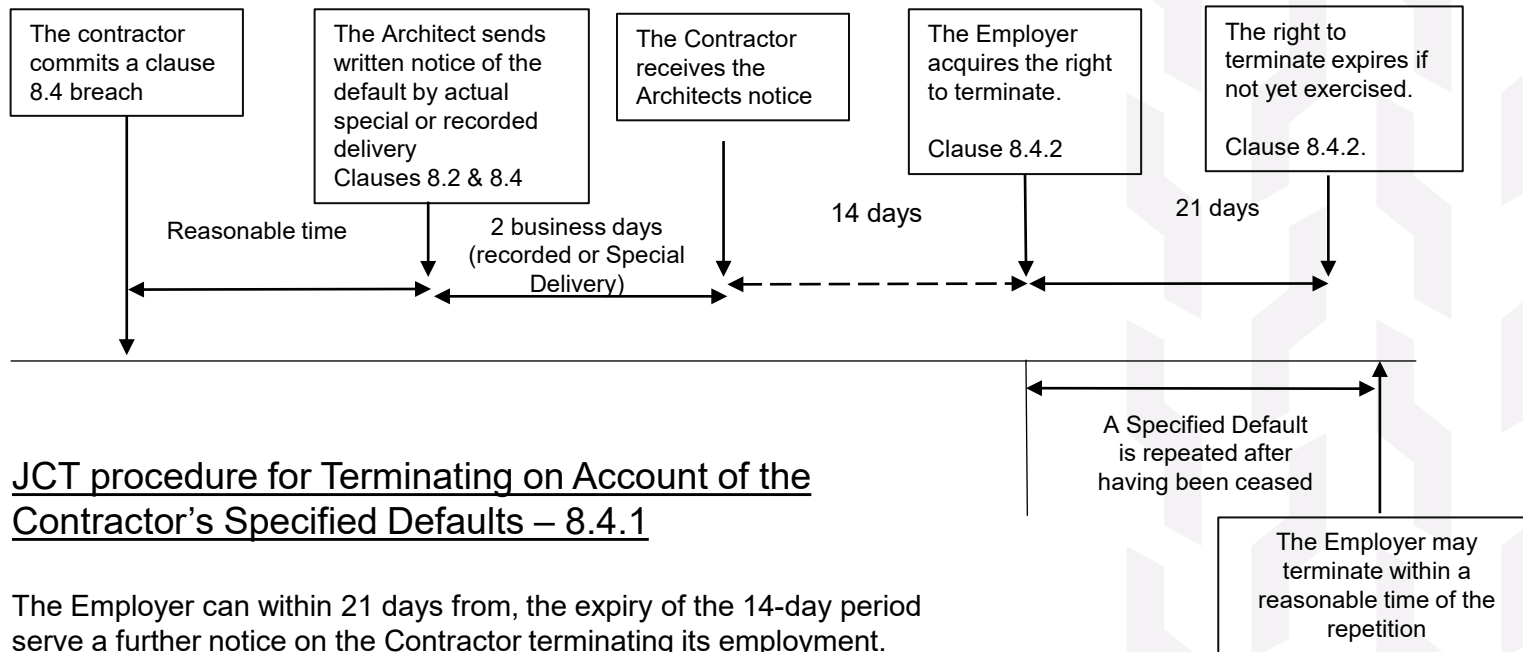 The contractor
commits a clause
8.4 breach
The Architect sends
written notice of the
default by actual
special or recorded
delivery
Clauses 8.2 & 8.4
The Contractor
receives the
Architects notice
The Employer
acquires the right
to terminate.
Clause 8.4.2
The right to
terminate expires if
not yet exercised.
Clause 8.4.2.
Reasonable time
2 business days
(recorded or Special
Delivery)
14 days
21 days
A Specified Default
is repeated after
having been ceased
The Employer may
terminate within a
reasonable time of the
repetition
JCT procedure for Terminating on Account of the
Contractor’s Specified Defaults – 8.4.1
The Employer can within 21 days from, the expiry of the 14-day period
serve a further notice on the Contractor terminating its employment.